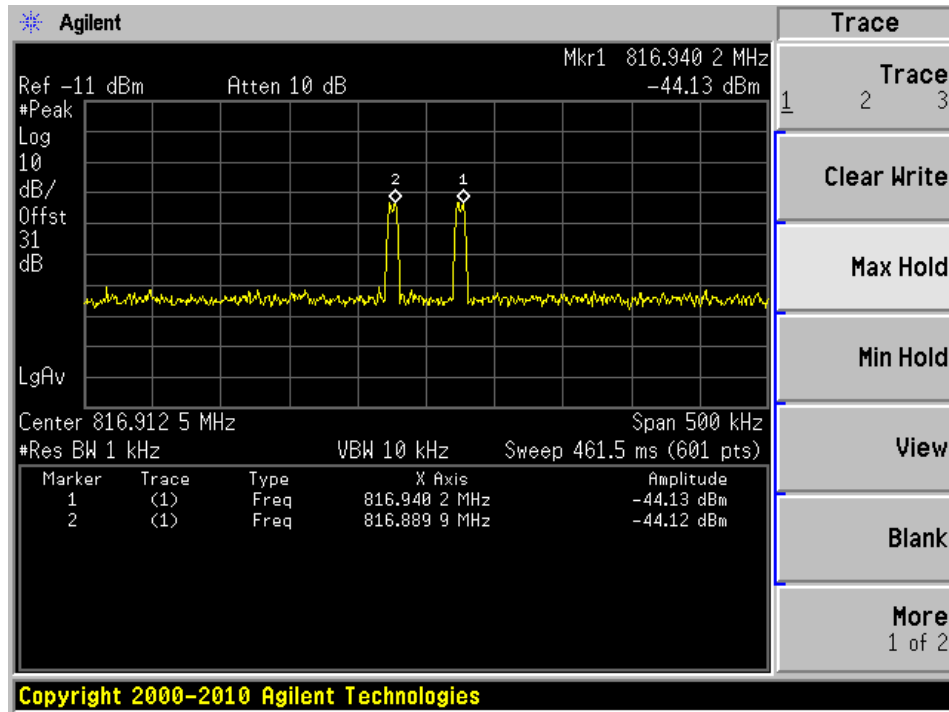 Agilent
Trace
Mkr1 816.940 2 MHz
Ref -11 dBm Atten 10 dB -44.13 dBm
#Peak
Log
10
dB/
Offst
31
dB
2 1
LgAv
Center 816.912 5 MHz Span 500 kHz
#Res BW 1 kHz VBW 10 kHz Sweep 461.5 ms (601 pts)
Marker Trace Type X Axis Amplitude
1 (1) Freq 816.940 2 MHz -44.13 dBm
2 (1) Freq 816.889 9 MHz -44.12 dBm
Trace
1 2 3
Clear Write
Max Hold
Min Hold
View
Blank
More
1 of 2
Copyright 2000-2010 Agilent Technologies